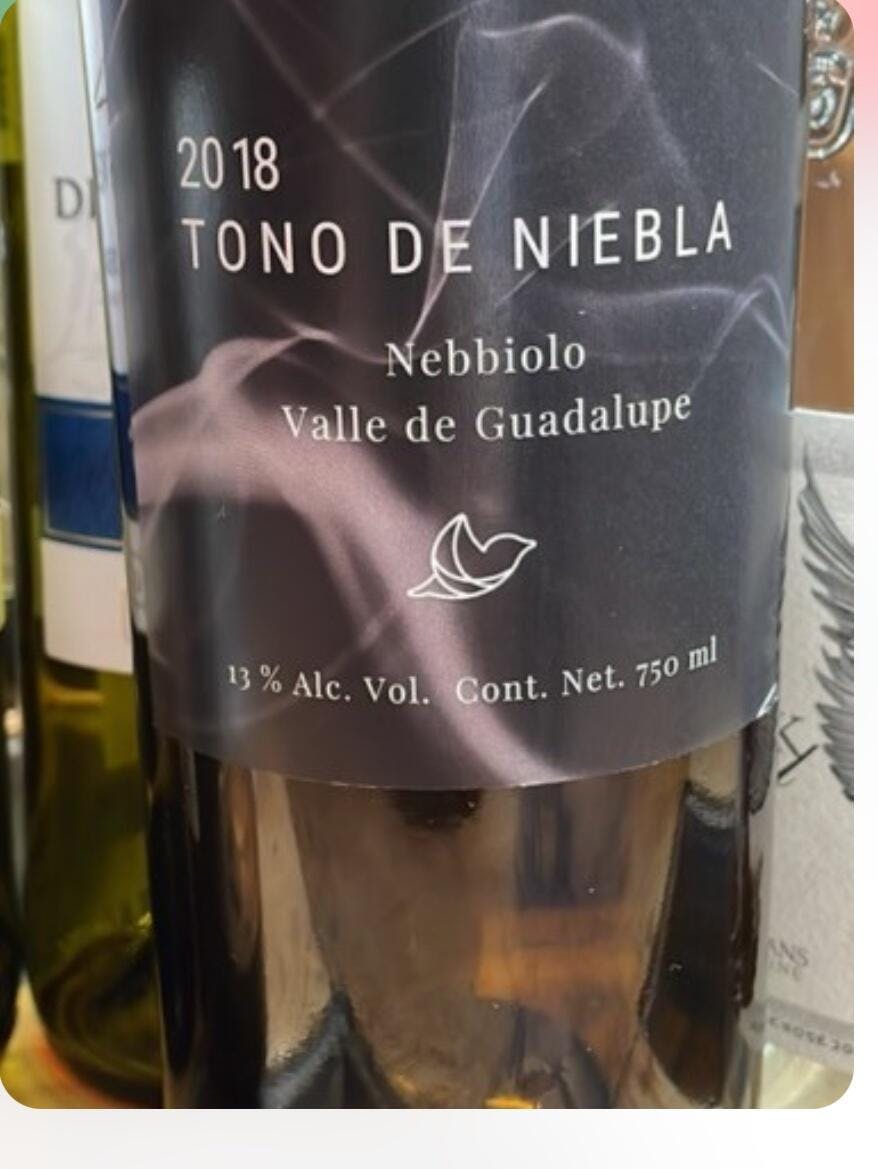 2018
TONO DE NIEBLA
Nebbiolo
Valle de Guadalupe
13 % Alc. Vol. Cont. Net. 750 ml